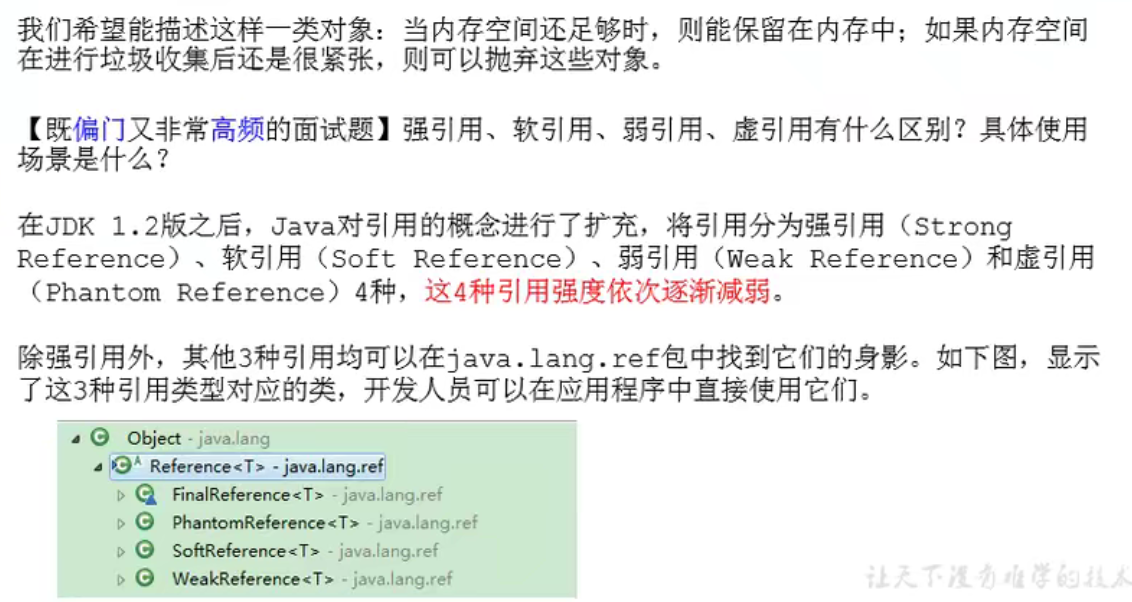 我们希望能描述这样一类对象：当内存空间还足够时，则能保留在内存中；如果内存空间
在进行垃圾收集后还是很紧张，则可以抛弃这些对象。
【既偏门又非常高频的面试题】强引用、软引用、弱引用、虚引用有什么区别？具体使用
场景是什么？
在JDK 1.2版之后，Java对引用的概念进行了扩充，将引用分为强引用（Strong
Reference）、软引用（Soft Reference）、弱引用（Weak Reference）和虚引用
（Phantom Reference）4种，这4种引用强度依次逐渐减弱。
除强引用外，其他3种引用均可以在java.lang.ref包中找到它们的身影。如下图，显示
了这3种引用类型对应的类，开发人员可以在应用程序中直接使用它们。
Object - java.lang
Reference<T> - java.lang.ref
FinalReference<T> - java.lang.ref
PhantomReference<T> - java.lang.ref
SoftReference<T> - java.lang.ref
WeakReference<T> - java.lang.ref
让天下没有难学的技术